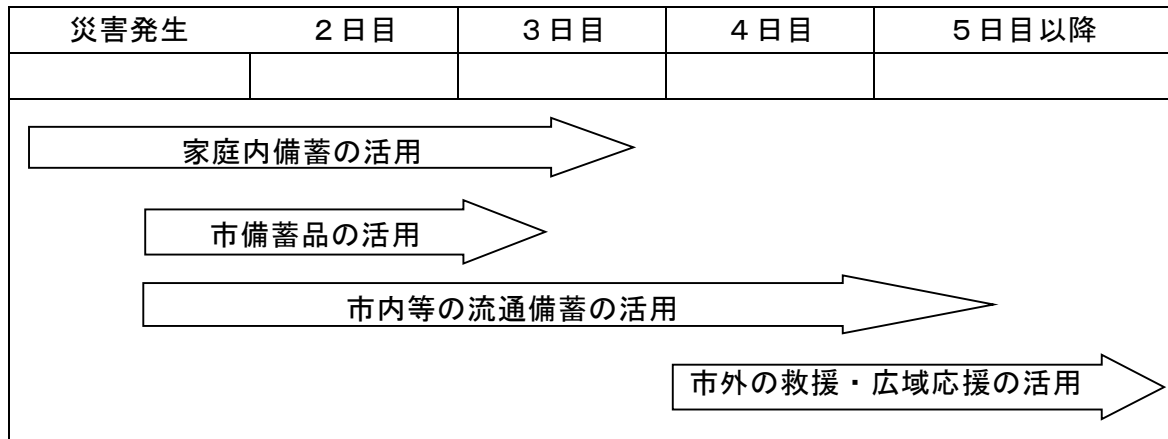 災害発生 ２日目 ３日目 ４日目 ５日目以降
家庭内備蓄の活用
市備蓄品の活用
市内等の流通備蓄の活用
市外の救援・広域応援の活用